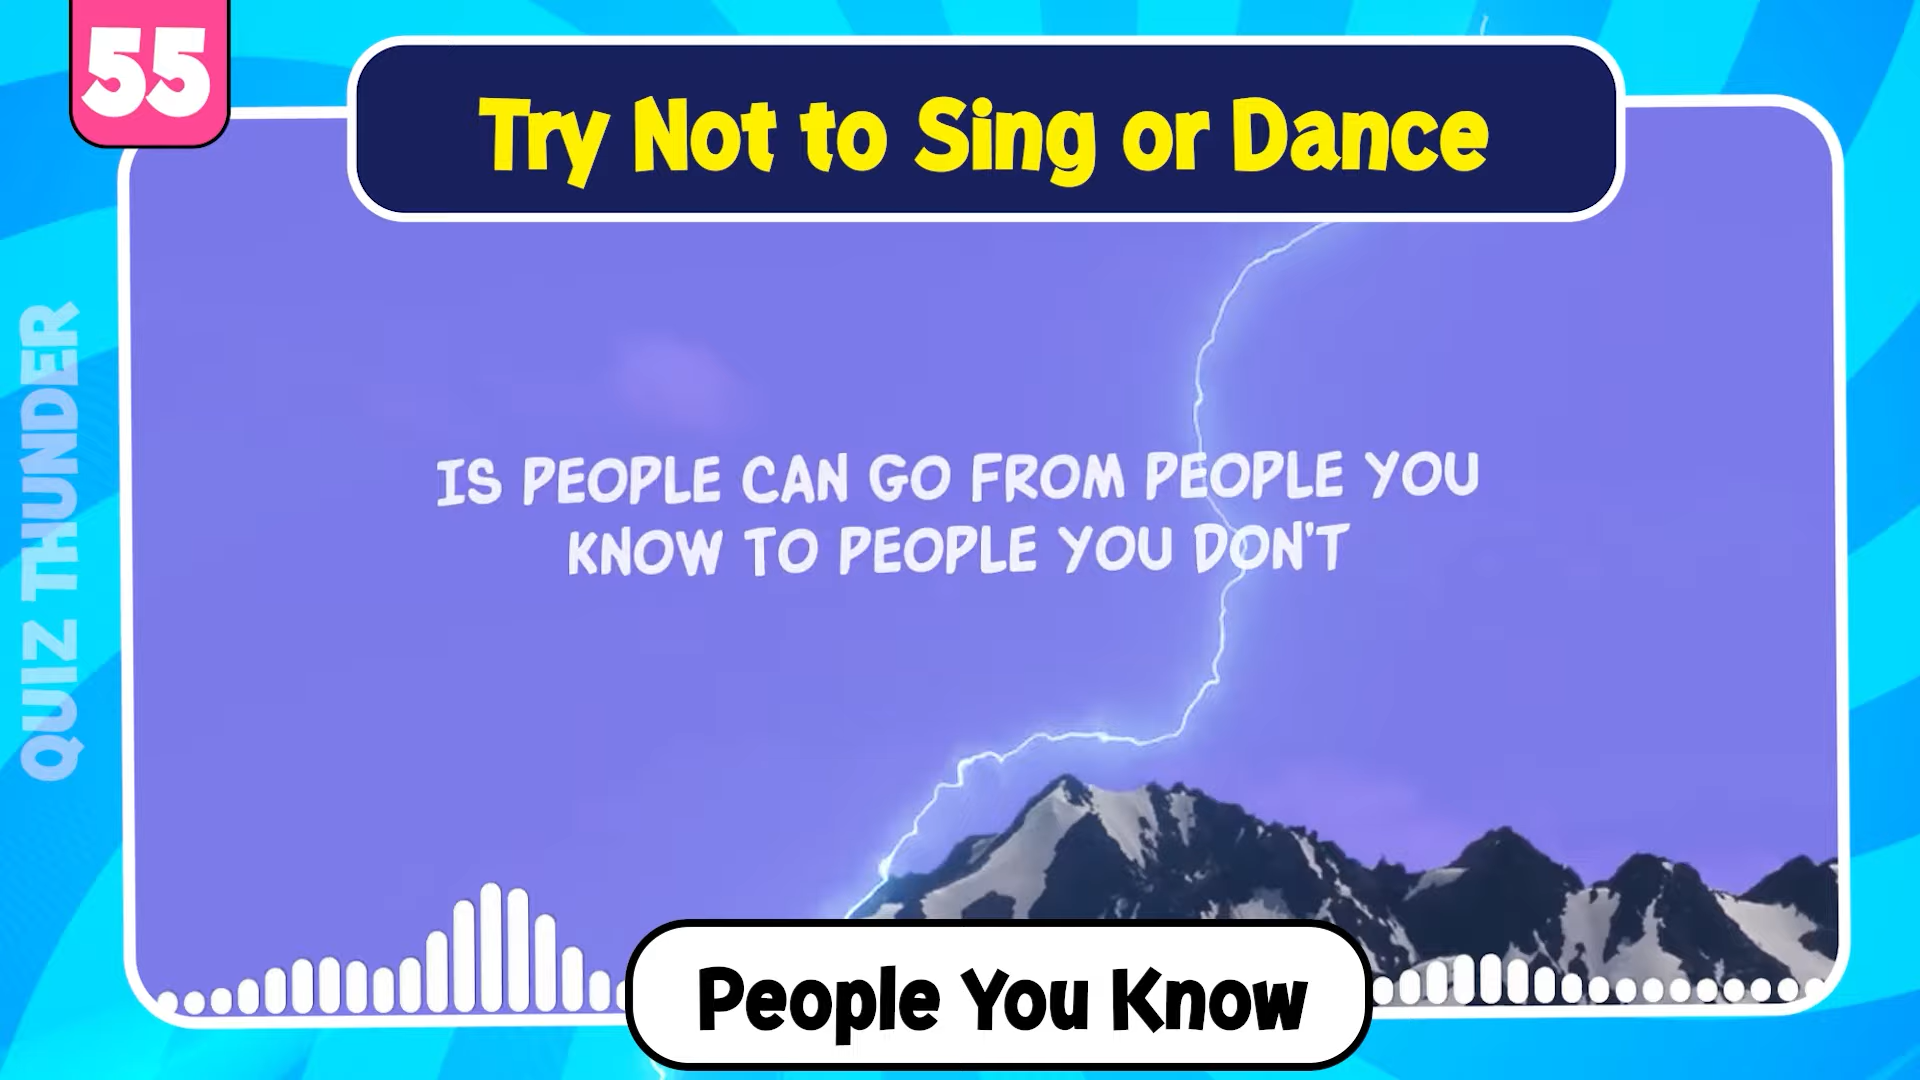 55
Try Not to Sing or Dance
QUIZ THUNDER
IS PEOPLE CAN GO FROM PEOPLE YOU
KNOW TO PEOPLE YOU DON'T
People You Know